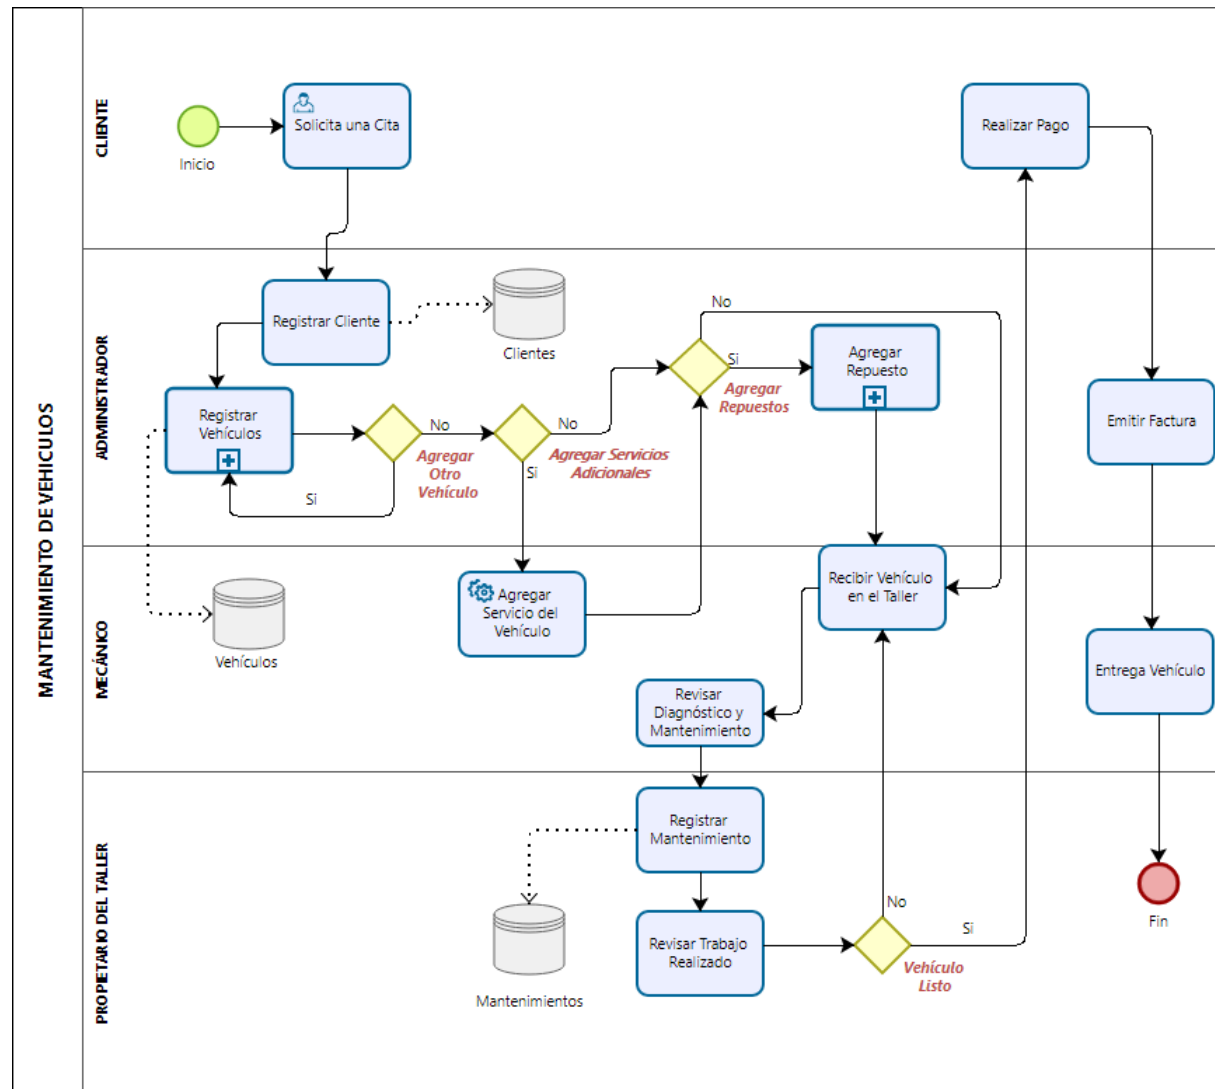 MANTENIMIENTO DE VEHICULOS
CLIENTE
Inicio
Solicita una Cita
Realizar Pago
ADMINISTRADOR
Registrar Cliente
Clientes
Registrar
Vehículos
Si
No
Agregar
Otro
Vehículo
No
Si
Agregar Servicios
Adicionales
No
Si
Agregar
Repuestos
Agregar
Repuesto
Emitir Factura
MECÁNICO
Vehículos
Agregar
Servicio del
Vehículo
Recibir Vehículo
en el Taller
Revisar
Diagnóstico y
Mantenimiento
Entrega Vehículo
PROPIETARIO DEL TALLER
Registrar
Mantenimiento
Mantenimientos
Revisar Trabajo
Realizado
No
Si
Vehículo
Listo
Fin